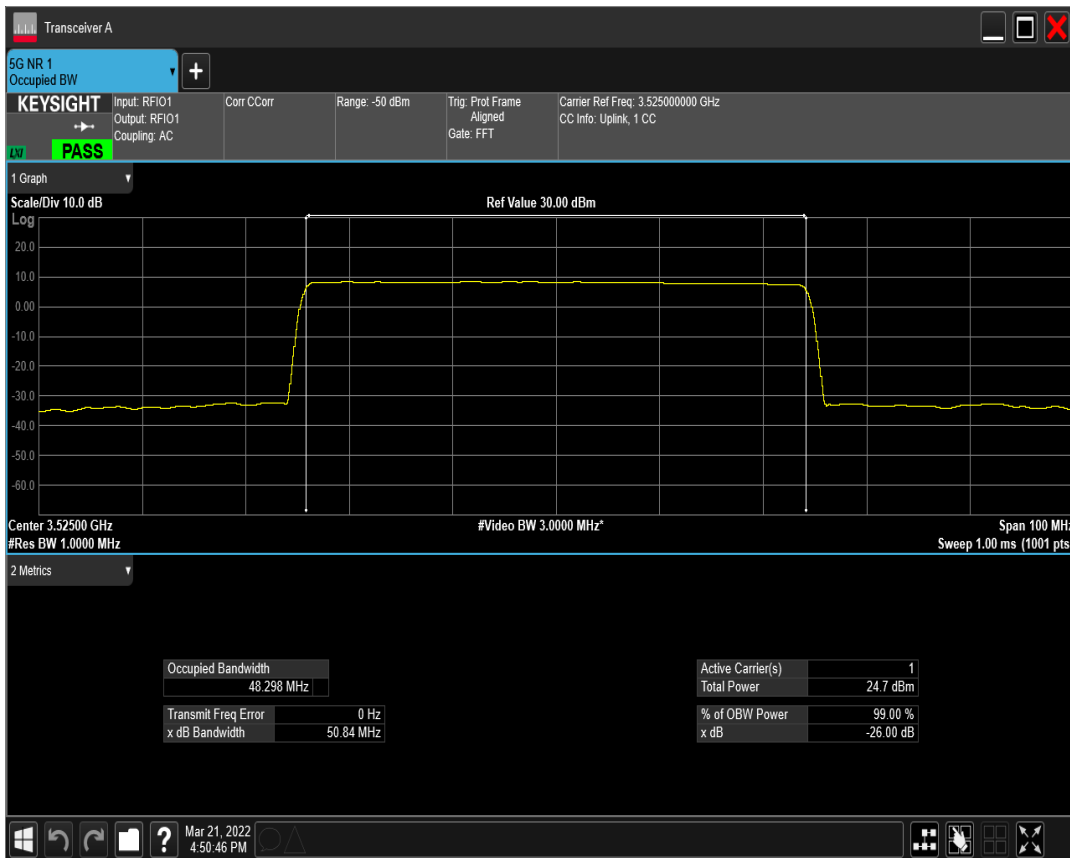 Transceiver A
5G NR 1
Occupied BW
+
KEYSIGHT
LXI
PASS
Input: RFIO1
Output: RFIO1
Coupling: AC
Corr CCorr
Range: -50 dBm
Trig: Prot Frame
Aligned
Gate: FFT
Carrier Ref Freq: 3.525000000 GHz
CC Info: Uplink, 1 CC
1 Graph
Scale/Div 10.0 dB
Ref Value 30.00 dBm
Log
20.0
10.0
0.00
-10.0
-20.0
-30.0
-40.0
-50.0
-60.0
Center 3.52500 GHz
#Video BW 3.0000 MHz*
Span 100 MHz
#Res BW 1.0000 MHz
Sweep 1.00 ms (1001 pts
2 Metrics
Occupied Bandwidth
48.298 MHz
Transmit Freq Error 0 Hz
x dB Bandwidth 50.84 MHz
Active Carrier(s) 1
Total Power 24.7 dBm
% of OBW Power 99.00 %
x dB -26.00 dB
?
Mar 21, 2022
4:50:46 PM